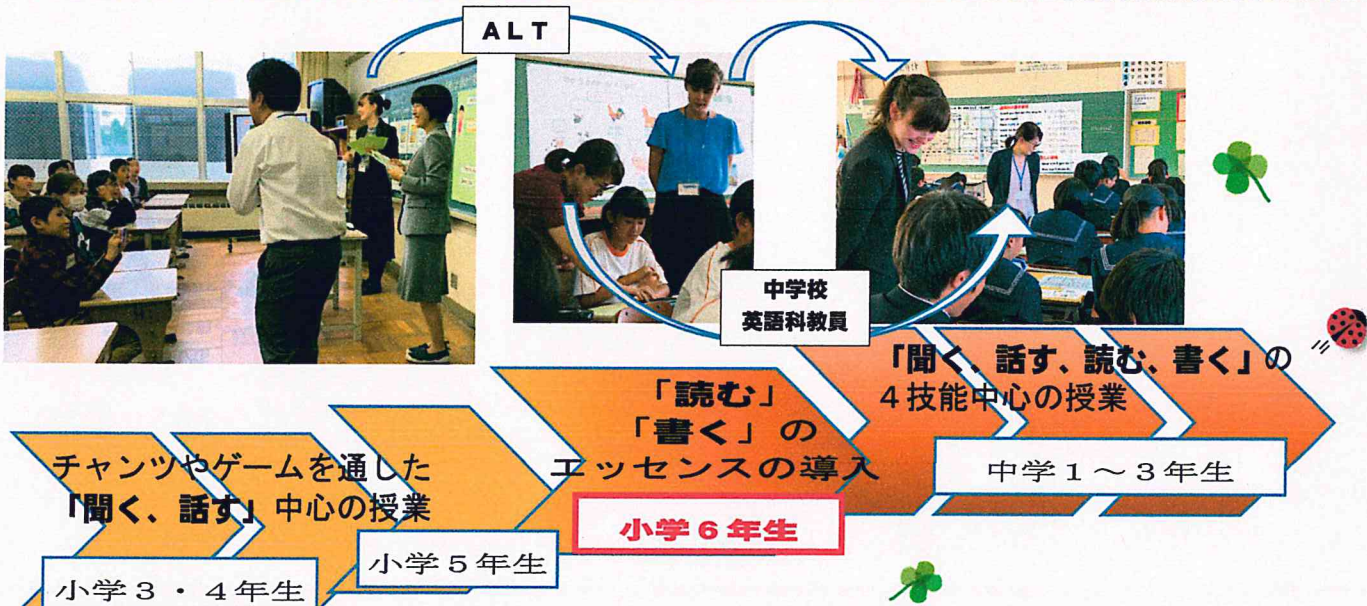 ALT
中学校
英語科教員
チャンツやゲームを通した
「聞く、話す」中心の授業
小学3・4年生
小学5年生
「読む」
「書く」の
エッセンスの導入
小学6年生
「聞く、話す、読む、書く」の
4技能中心の授業
中学1~3年生